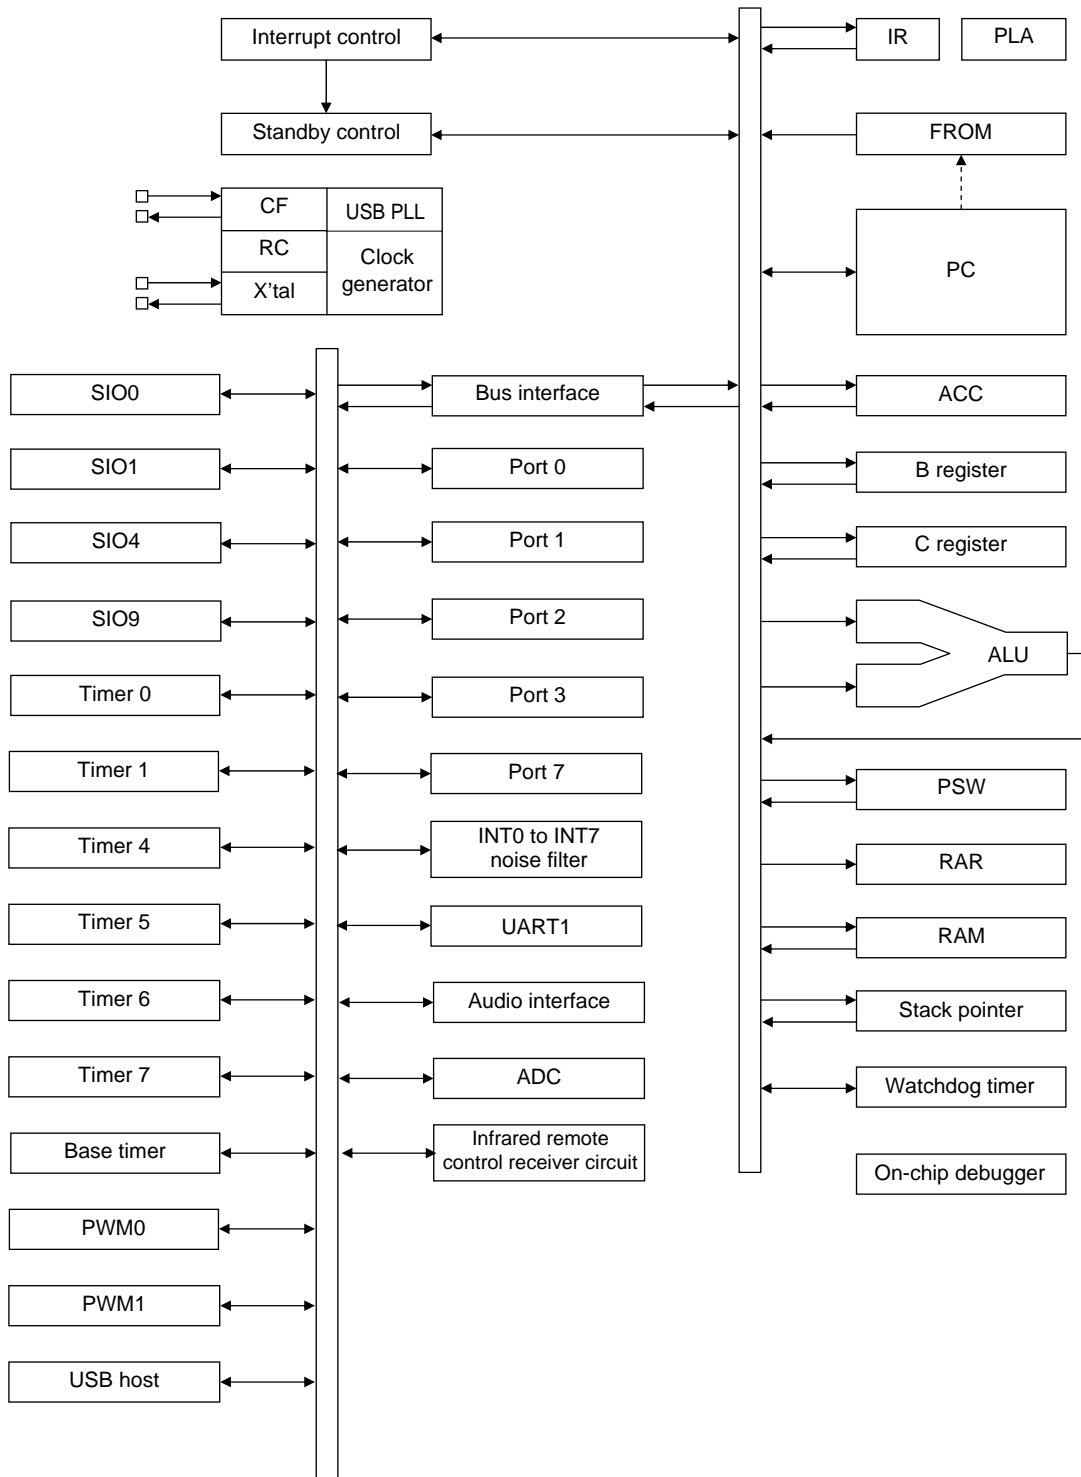 Interrupt control
IR
PLA
Standby control
FROM
CF
USB PLL
RC
Clock
generator
X'tal
PC
SIO0
Bus interface
ACC
SIO1
Port 0
B register
SIO4
Port 1
C register
SIO9
Port 2
ALU
Timer 0
Port 3
Timer 1
Port 7
PSW
Timer 4
INT0 to INT7
noise filter
RAR
Timer 5
UART1
RAM
Timer 6
Audio interface
Stack pointer
Timer 7
ADC
Watchdog timer
Base timer
Infrared remote
control receiver circuit
On-chip debugger
PWM0
PWM1
USB host